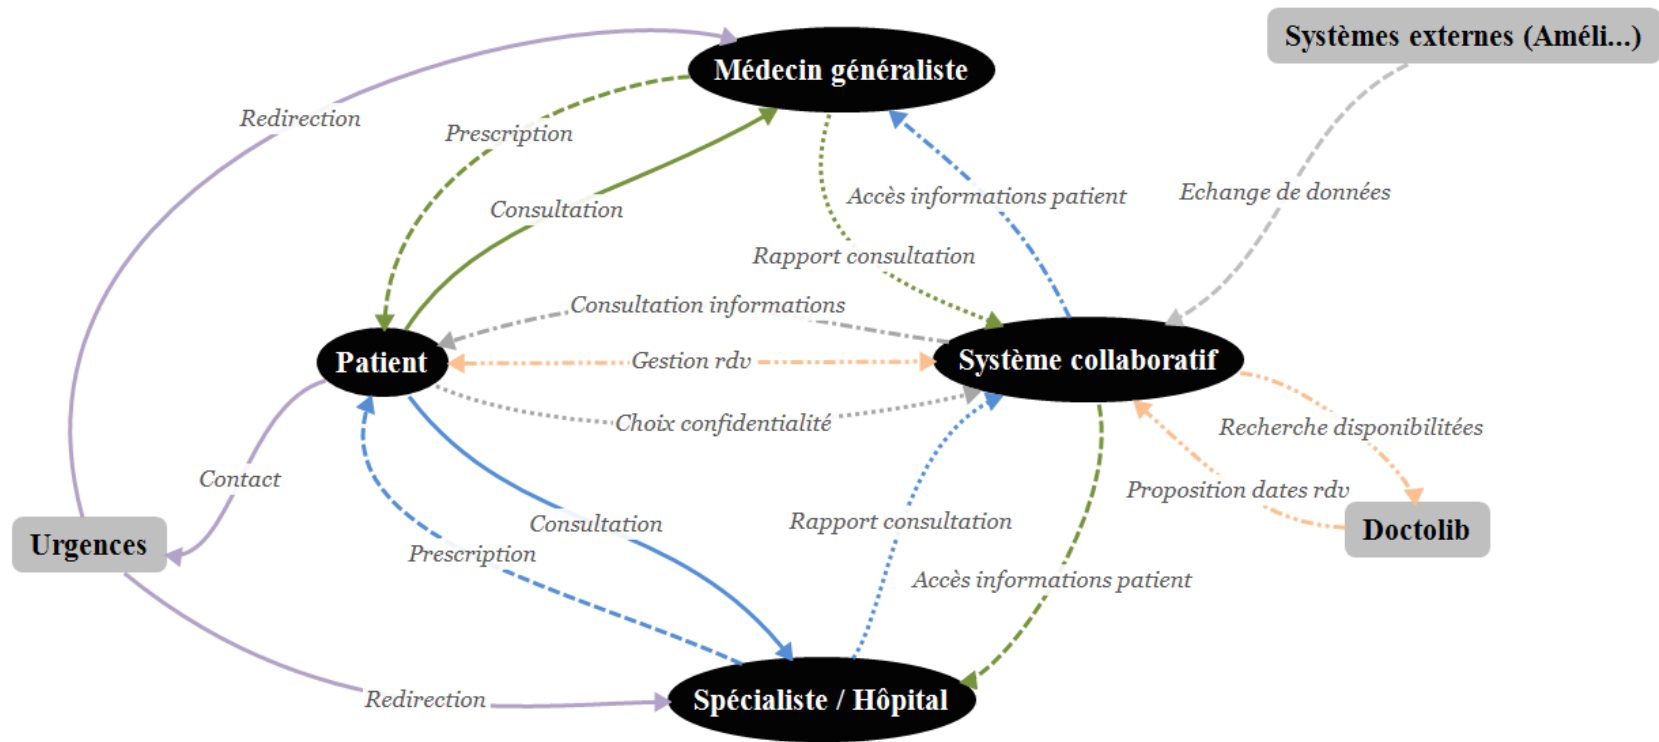 Systèmes externes (Améli...)
Médecin généraliste
Redirection
Prescription
Consultation
Accès informations patient
Echange de données
Rapport consultation
Consultation informations
Patient
Gestion rdv
Système collaboratif
Choix confidentialité
Recherche disponibilitées
Contact
Proposition dates rdv
Consultation
Rapport consultation
Doctolib
Urgences
Prescription
Accès informations patient
Redirection
Spécialiste / Hôpital